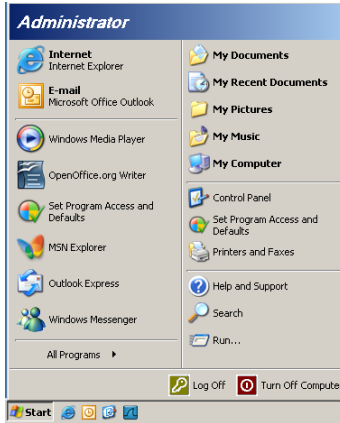 Administrator
Internet
Internet Explorer
E-mail
Microsoft Office Outlook
Windows Media Player
OpenOffice.org Writer
Set Program Access and
Defaults
MSN Explorer
Outlook Express
Windows Messenger
All Programs
My Documents
My Recent Documents
My Pictures
My Music
My Computer
Control Panel
Set Program Access and
Defaults
Printers and Faxes
Help and Support
Search
Run...
Log Off
Turn Off Compute
Start